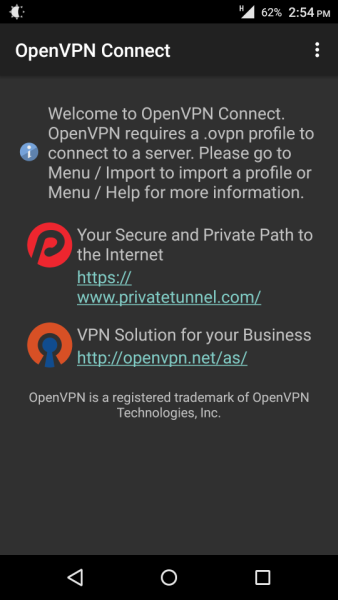 H 62% 2:54 PM
OpenVPN Connect
Welcome to OpenVPN Connect.
OpenVPN requires a .ovpn profile to
connect to a server. Please go to
Menu / Import to import a profile or
Menu / Help for more information.
Your Secure and Private Path to
the Internet
https://
www.privatetunnel.com/
VPN Solution for your Business
http://openvpn.net/as/
OpenVPN is a registered trademark of OpenVPN
Technologies, Inc.